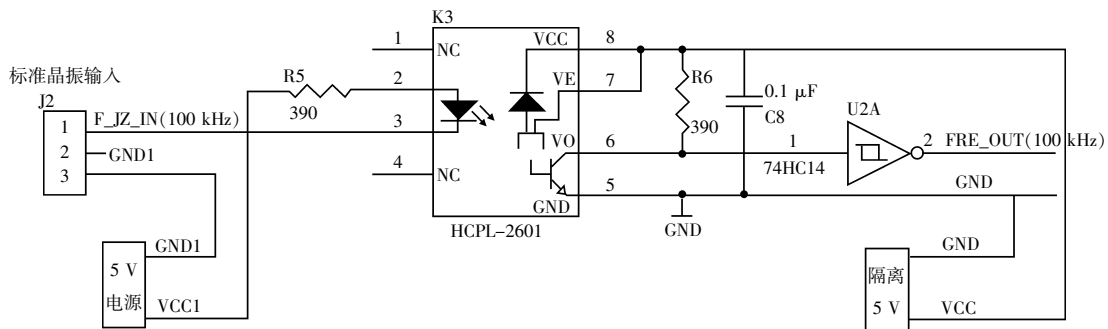 K3
标准晶振输入
J2
1
2
3
F_JZ_IN(100 kHz)
GND1
R5
390
1
2
3
4
NC
NC
VCC
VE
VO
GND
HCPL-2601
8
7
6
5
R6
390
0.1 μF
C8
U2A
1
74HC14
2
FRE_OUT(100 kHz)
GND
GND
5 V
电源
GND1
VCC1
隔离
5 V
GND
VCC